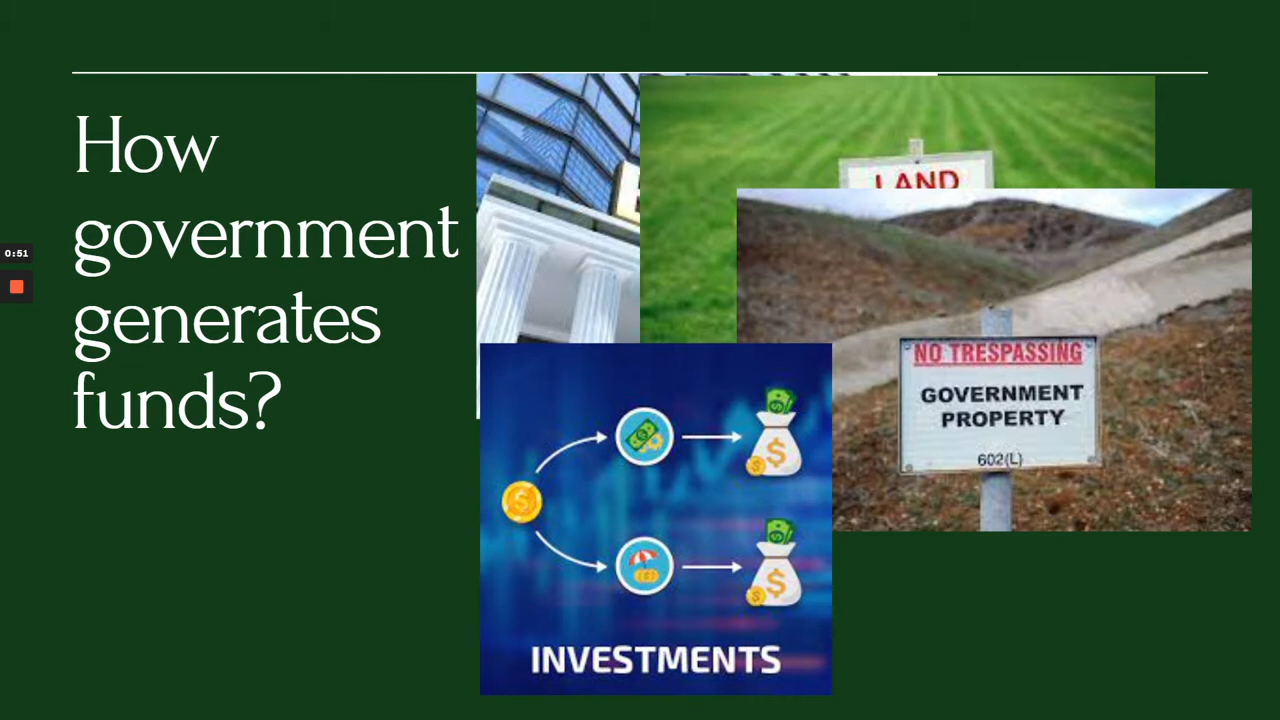 How
government
generates
funds?
0:51
LAND
NO TRESPASSING
GOVERNMENT
PROPERTY
602(L)
INVESTMENTS